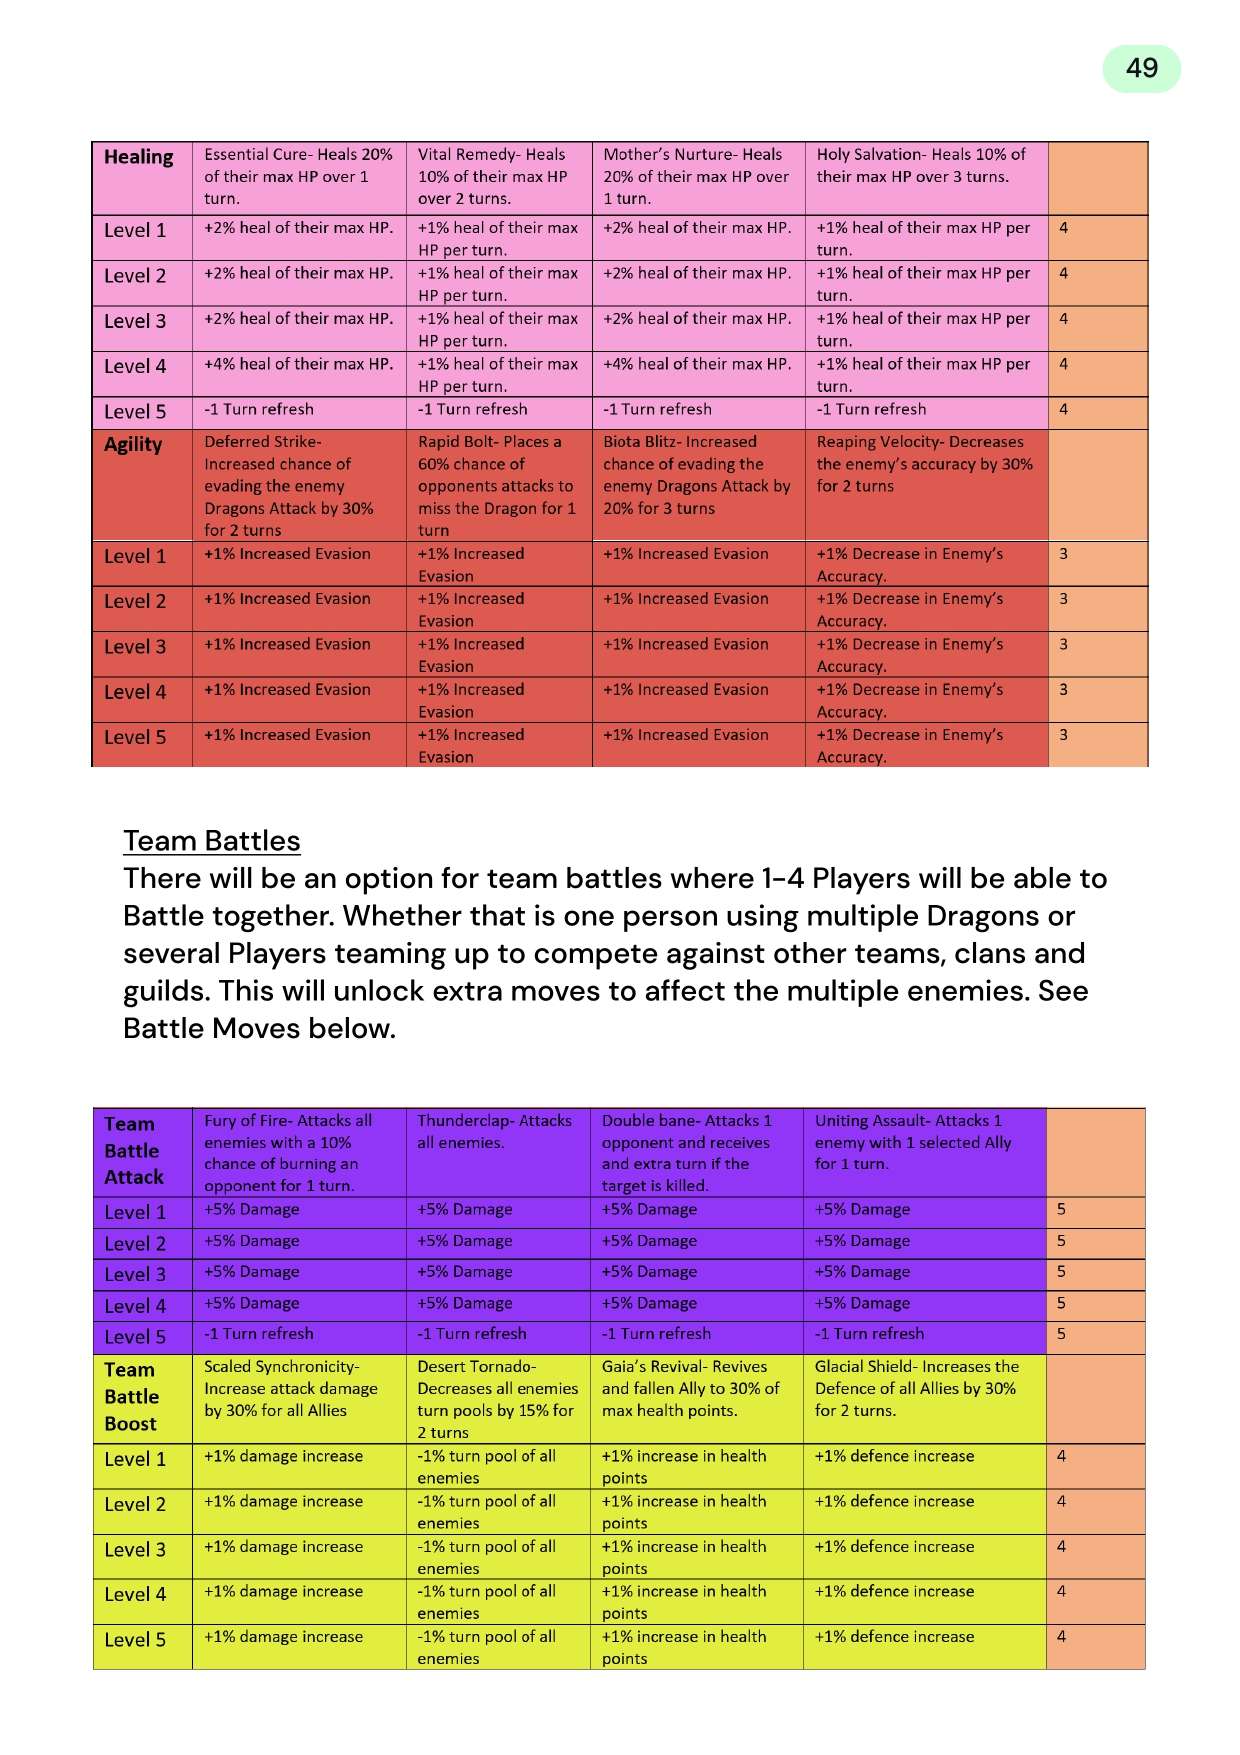 49
Healing
Essential Cure- Heals 20%
of their max HP over 1
turn.
Vital Remedy- Heals
10% of their max HP
over 2 turns.
Mother's Nurture- Heals
20% of their max HP over
1 turn.
Holy Salvation- Heals 10% of
their max HP over 3 turns.
Level 1
+2% heal of their max HP.
+1% heal of their max
HP per turn.
+2% heal of their max HP.
+1% heal of their max HP per
turn.
4
Level 2
+2% heal of their max HP.
+1% heal of their max
HP per turn.
+2% heal of their max HP.
+1% heal of their max HP per
turn.
4
Level 3
+2% heal of their max HP.
+1% heal of their max
HP per turn.
+2% heal of their max HP.
+1% heal of their max HP per
turn.
4
Level 4
+4% heal of their max HP.
+1% heal of their max
HP per turn.
+4% heal of their max HP.
+1% heal of their max HP per
turn.
4
Level 5
-1 Turn refresh
-1 Turn refresh
-1 Turn refresh
-1 Turn refresh
4
Agility
Deferred Strike-
Increased chance of
evading the enemy
Dragons Attack by 30%
for 2 turns
Rapid Bolt- Places a
60% chance of
opponents attacks to
miss the Dragon for 1
turn
Biota Blitz- Increased
chance of evading the
enemy Dragons Attack by
20% for 3 turns
Reaping Velocity- Decreases
the enemy's accuracy by 30%
for 2 turns
Level 1
+1% Increased Evasion
+1% Increased
Evasion
+1% Increased Evasion
+1% Decrease in Enemy's
Accuracy.
3
Level 2
+1% Increased Evasion
+1% Increased
Evasion
+1% Increased Evasion
+1% Decrease in Enemy's
Accuracy.
3
Level 3
+1% Increased Evasion
+1% Increased
Evasion
+1% Increased Evasion
+1% Decrease in Enemy's
Accuracy.
3
Level 4
+1% Increased Evasion
+1% Increased
Evasion
+1% Increased Evasion
+1% Decrease in Enemy's
Accuracy.
3
Level 5
+1% Increased Evasion
+1% Increased
Evasion
+1% Increased Evasion
+1% Decrease in Enemy's
Accuracy.
3
Team Battles
There will be an option for team battles where 1-4 Players will be able to
Battle together. Whether that is one person using multiple Dragons or
several Players teaming up to compete against other teams, clans and
guilds. This will unlock extra moves to affect the multiple enemies. See
Battle Moves below.
Team
Battle
Attack
Fury of Fire- Attacks all
enemies with a 10%
chance of burning an
opponent for 1 turn.
Thunderclap- Attacks
all enemies.
Double bane- Attacks 1
opponent and receives
and extra turn if the
target is killed.
Uniting Assault- Attacks 1
enemy with 1 selected Ally
for 1 turn.
Level 1
+5% Damage
+5% Damage
+5% Damage
+5% Damage
5
Level 2
+5% Damage
+5% Damage
+5% Damage
+5% Damage
5
Level 3
+5% Damage
+5% Damage
+5% Damage
+5% Damage
5
Level 4
+5% Damage
+5% Damage
+5% Damage
+5% Damage
5
Level 5
-1 Turn refresh
-1 Turn refresh
-1 Turn refresh
-1 Turn refresh
5
Team
Battle
Boost
Scaled Synchronicity-
Increase attack damage
by 30% for all Allies
Desert Tornado-
Decreases all enemies
turn pools by 15% for
2 turns
Gaia's Revival- Revives
and fallen Ally to 30% of
max health points.
Glacial Shield- Increases the
Defence of all Allies by 30%
for 2 turns.
Level 1
+1% damage increase
-1% turn pool of all
enemies
+1% increase in health
points
+1% defence increase
4
Level 2
+1% damage increase
-1% turn pool of all
enemies
+1% increase in health
points
+1% defence increase
4
Level 3
+1% damage increase
-1% turn pool of all
enemies
+1% increase in health
points
+1% defence increase
4
Level 4
+1% damage increase
-1% turn pool of all
enemies
+1% increase in health
points
+1% defence increase
4
Level 5
+1% damage increase
-1% turn pool of all
enemies
+1% increase in health
points
+1% defence increase
4